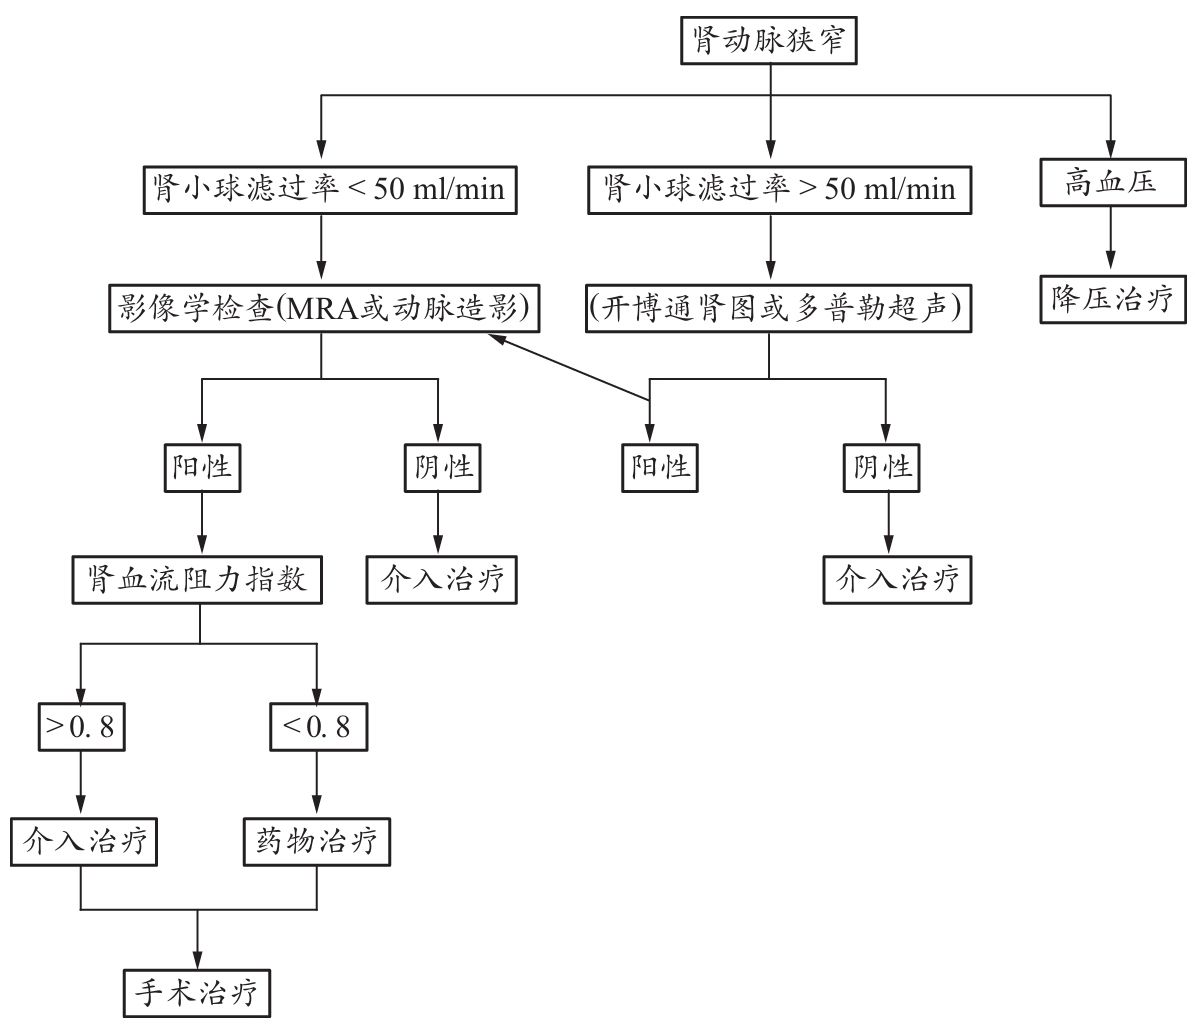 肾动脉狭窄
肾小球滤过率 < 50 ml/min
肾小球滤过率 > 50 ml/min
高血压
影像学检查(MRA或动脉造影)
(开博通肾图或多普勒超声)
降压治疗
阳性
阴性
阳性
阴性
肾血流阻力指数
介入治疗
介入治疗
>0.8
<0.8
介入治疗
药物治疗
手术治疗